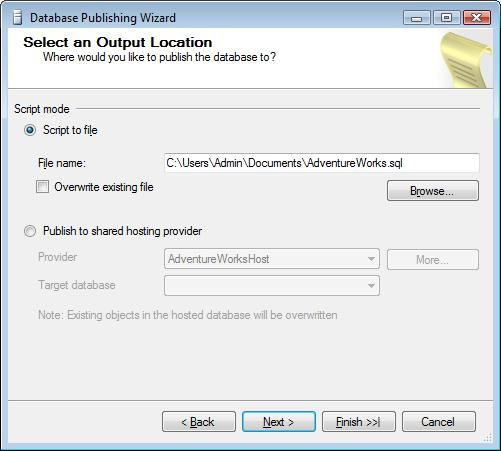 Database Publishing Wizard
Select an Output Location
Where would you like to publish the database to?
Script mode
Script to file
File name: C:\Users\Admin\Documents\AdventureWorks.sql
Overwrite existing file Browse...
Publish to shared hosting provider
Provider AdventureWorksHost More...
Target database
Note: Existing objects in the hosted database will be overwritten
< Back Next > Finish >>| Cancel